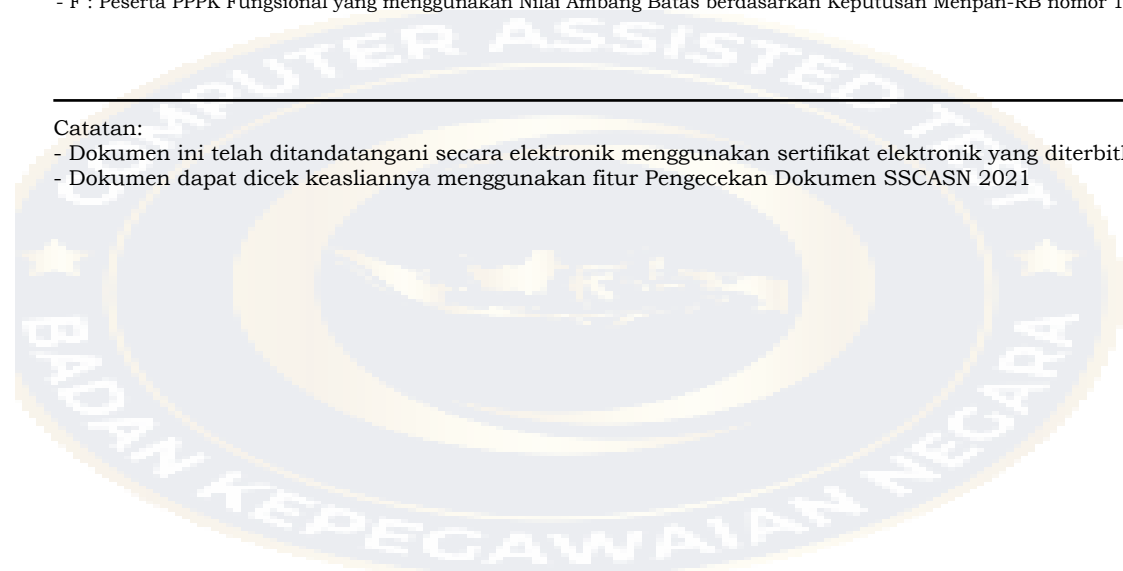 - F : Peserta PPPK Fungsional yang menggunakan Nilai Ambang Batas berdasarkan Keputusan Menpan-RB nomor 1
Catatan:
- Dokumen ini telah ditandatangani secara elektronik menggunakan sertifikat elektronik yang
- Dokumen dapat dicek keasliannya menggunakan fitur Pengecekan Dokumen SSCASN 2021
COMPUTER ASSISTED TEST
BADAN KEPEGAWAIAN NEGARA